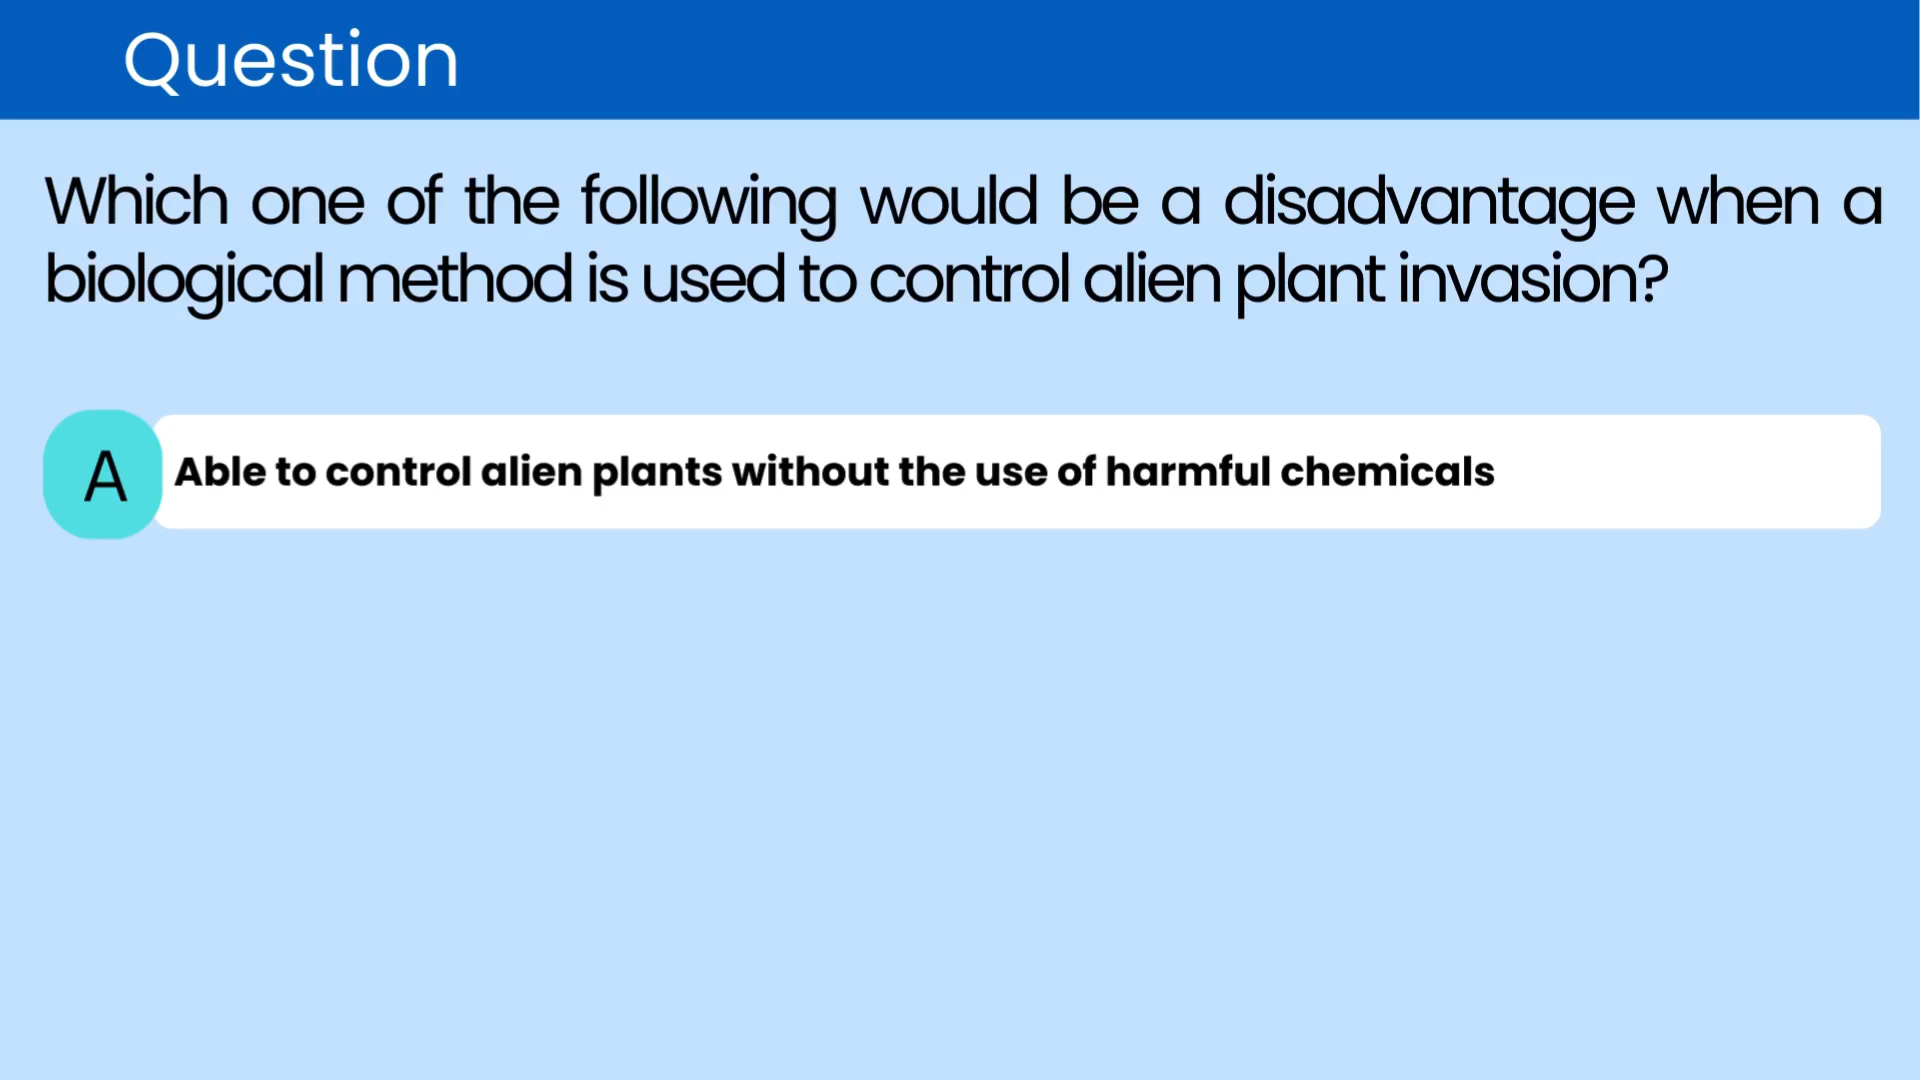 Question
Which one of the following would be a disadvantage when a
biological method is used to control alien plant invasion?
A
Able to control alien plants without the use of harmful chemicals